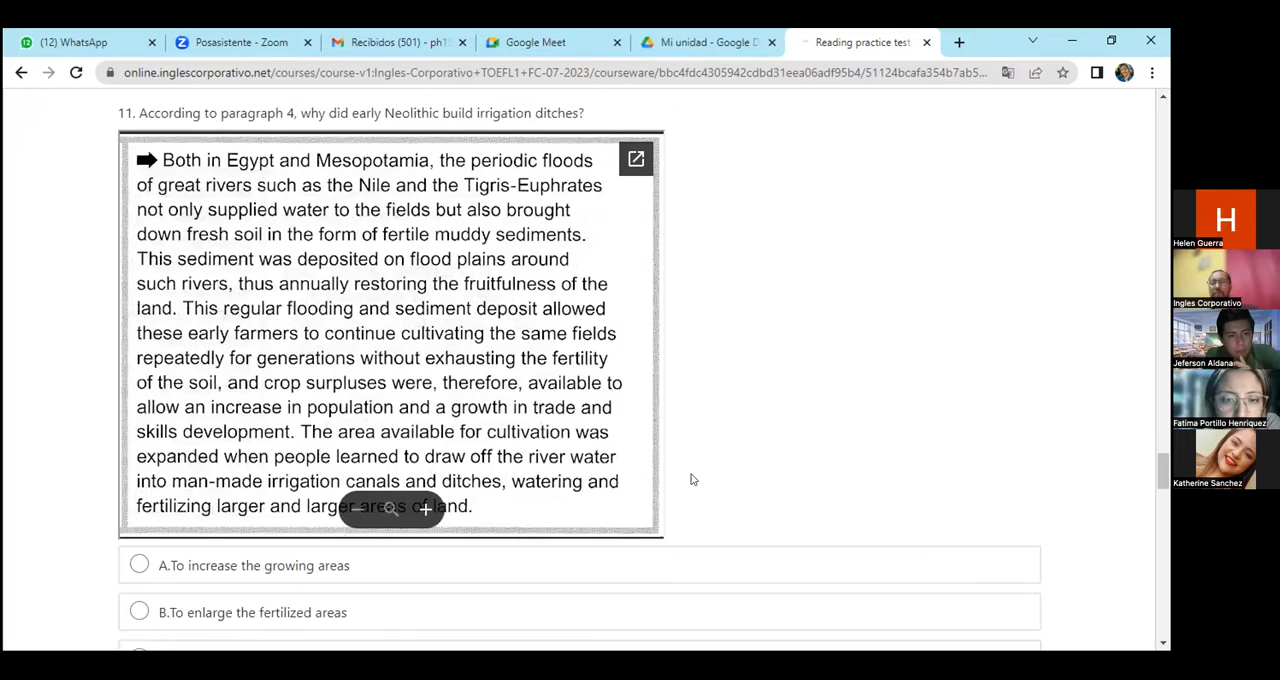 (12) WhatsApp
Posasistente - Zoom
Recibidos (501) - ph1
Google Meet
Mi unidad - Google D
Reading practice test
online.inglescorporativo.net/courses/course-v1:Ingles-Corporativo+TOEFL1+FC-07-2023/courseware/bbc4fdc4305942cdbd31eea06adf95b4/51124bcafa354b7ab5...
11. According to paragraph 4, why did early Neolithic build irrigation ditches?
Both in Egypt and Mesopotamia, the periodic floods
of great rivers such as the Nile and the Tigris-Euphrates
not only supplied water to the fields but also brought
down fresh soil in the form of fertile muddy sediments.
This sediment was deposited on flood plains around
such rivers, thus annually restoring the fruitfulness of the
land. This regular flooding and sediment deposit allowed
these early farmers to continue cultivating the same fields
repeatedly for generations without exhausting the fertility
of the soil, and crop surpluses were, therefore, available to
allow an increase in population and a growth in trade and
skills development. The area available for cultivation was
expanded when people learned to draw off the river water
into man-made irrigation canals and ditches, watering and
fertilizing larger and larger areas of land.
A.To increase the growing areas
B.To enlarge the fertilized areas
H
Helen Guerra
Ingles Corporativo
Jeferson Aldana
Fatima Portillo Henriquez
Katherine Sanchez